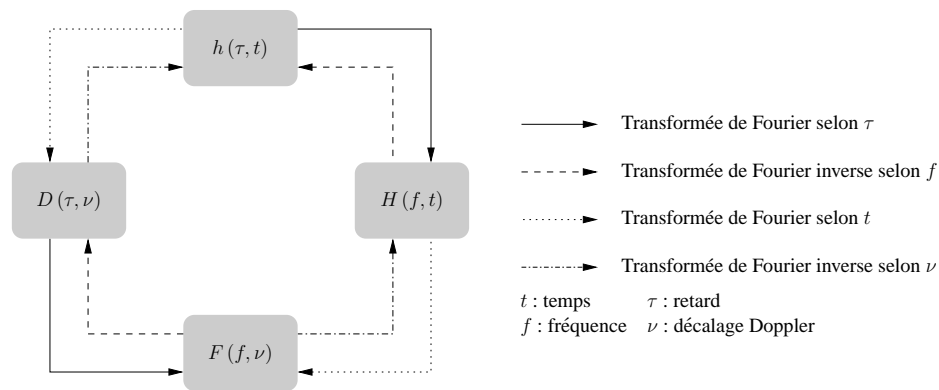 h (τ, t)
D (τ, ν)
H (f, t)
F (f, ν)
Transformée de Fourier selon τ
Transformée de Fourier inverse selon f
Transformée de Fourier selon t
Transformée de Fourier inverse selon ν
t : temps τ : retard
f : fréquence ν : décalage Doppler